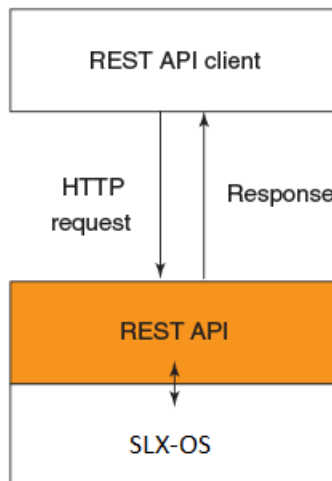 REST API client
HTTP
request
Response
REST API
SLX-OS